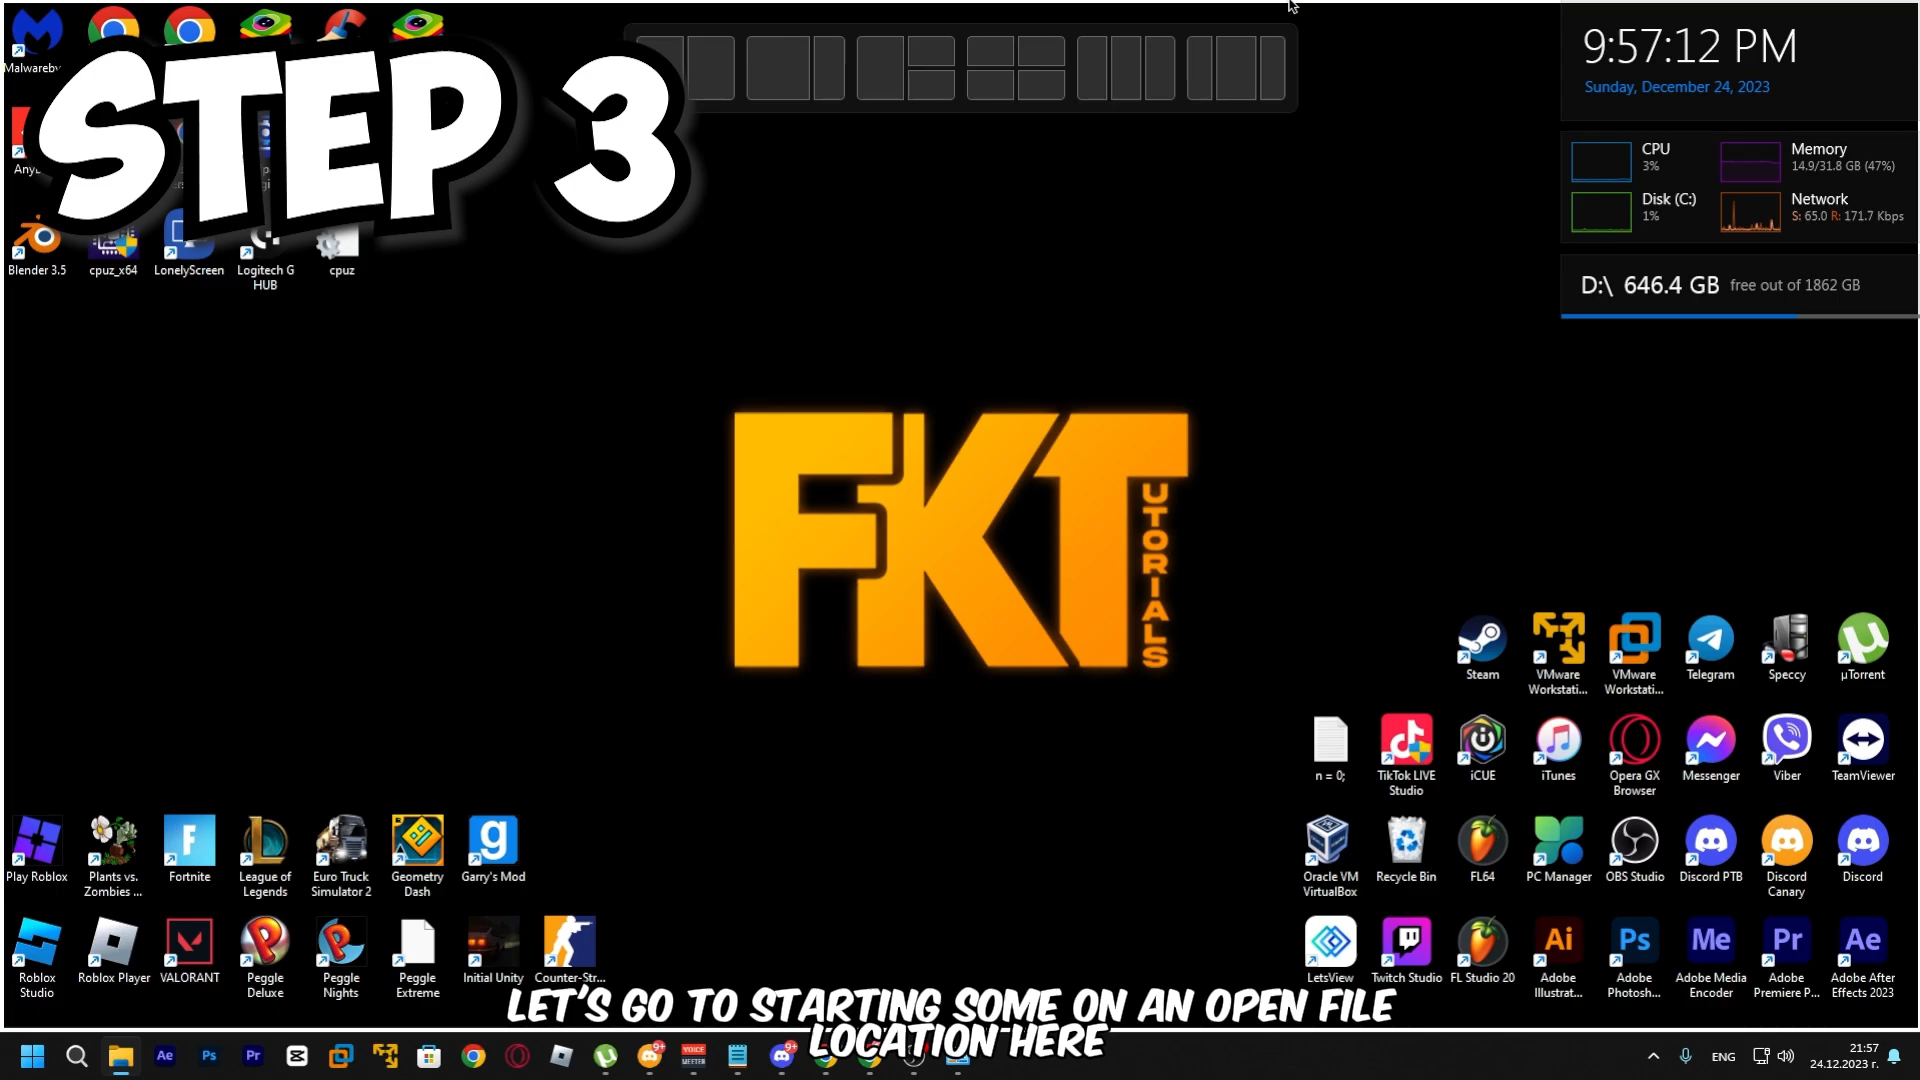 STEP 3
9:57:12 PM
Sunday, December 24, 2023
CPU
3%
Memory
14.9/31.8 GB (47%)
Disk (C:)
1%
Network
S: 65.0 R: 171.7 Kbps
D:\ 646.4 GB free out of 1862 GB
Blender 3.5
cpuz_x64
LonelyScreen
Logitech G
HUB
cpuz
FKT
UTORIALS
Steam
VMware
Workstati...
VMware
Workstati...
Telegram
Speccy
µTorrent
n = 0;
TikTok LIVE
Studio
iCUE
iTunes
Opera GX
Browser
Messenger
Viber
TeamViewer
Play Roblox
Plants vs.
Zombies ...
Fortnite
League of
Legends
Euro Truck
Simulator 2
Geometry
Dash
Garry's Mod
Oracle VM
VirtualBox
Recycle Bin
FL64
PC Manager
OBS Studio
Discord PTB
Discord
Canary
Discord
Roblox
Studio
Roblox Player
VALORANT
Peggle
Deluxe
Peggle
Nights
Peggle
Extreme
Initial Unity
Counter-Str...
LetsView
Twitch Studio
FL Studio 20
Adobe
Illustrat...
Adobe
Photosh...
Adobe Media
Encoder
Adobe
Premiere P...
Adobe After
Effects 2023
LET'S GO TO STARTING SOME ON AN OPEN FILE
LOCATION HERE
ENG
21:57
24.12.2023 г.